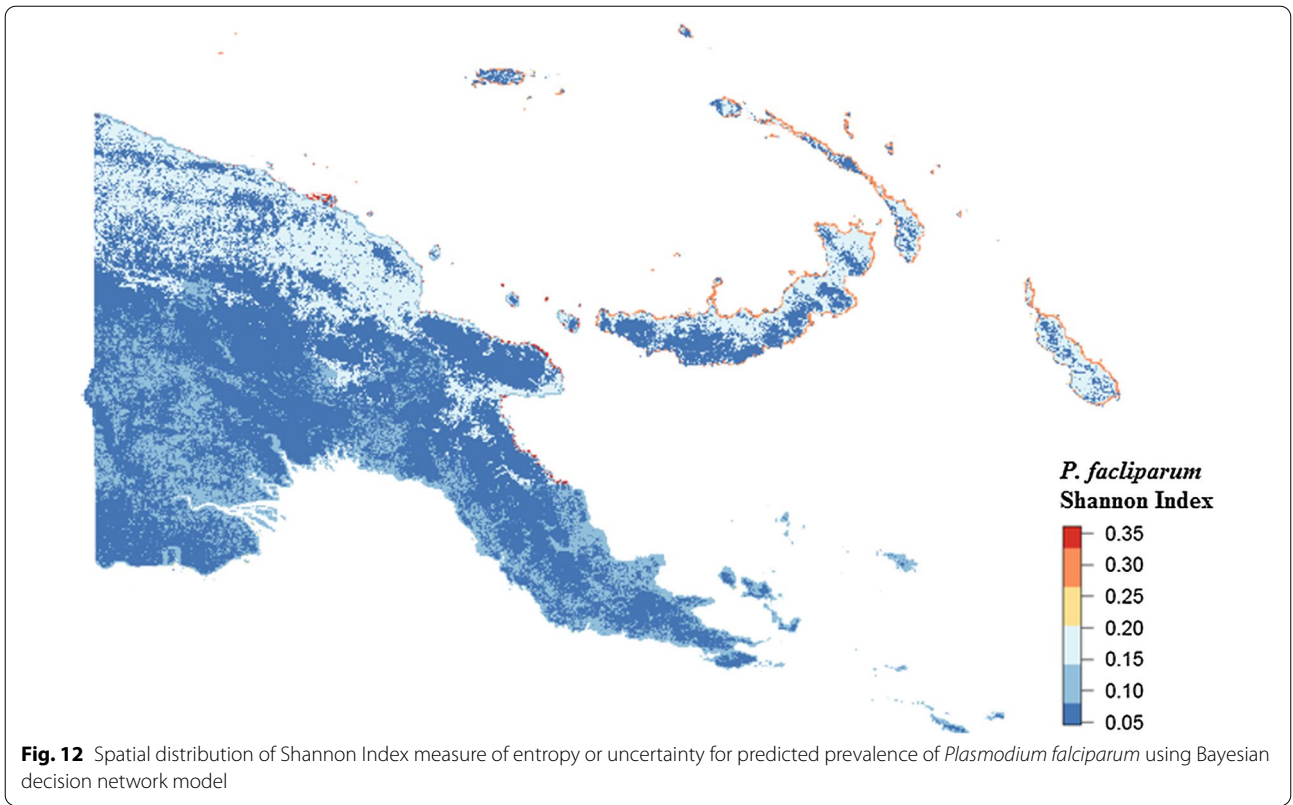 P. facliparum
Shannon Index
0.35
0.30
0.25
0.20
0.15
0.10
0.05
Fig. 12 Spatial distribution of Shannon Index measure of entropy or uncertainty for predicted prevalence of Plasmodium falciparum using Bayesian
decision network model